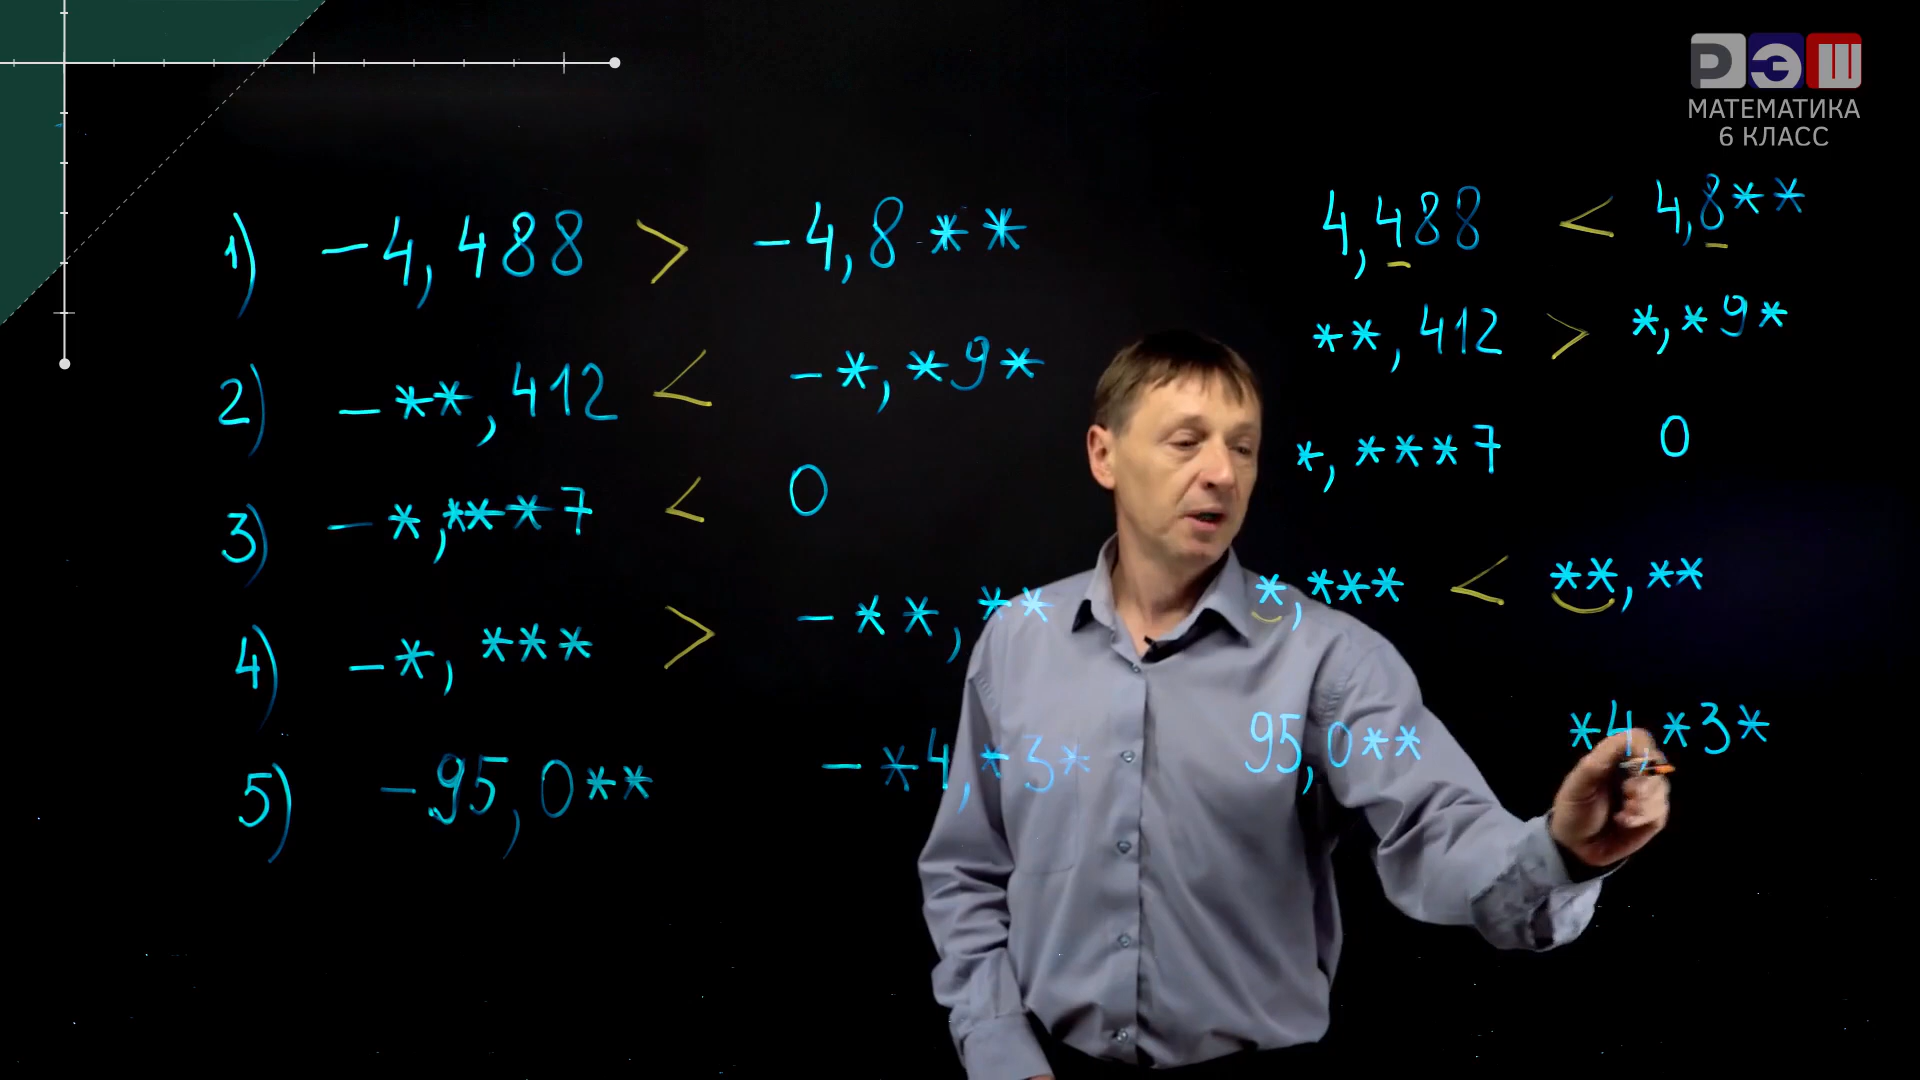 РЭШ
МАТЕМАТИКА
6 КЛАСС
1) -4,488 > -4,8**
2) -**,412 < -*,*9*
3) -*,***7 < 0
4) -*,*** > -**,**
5) -95,0** -*4,*3*
4,488 < 4,8**
**,412 > *,*9*
*,***7 0
*,*** < **,**
95,0** *4,*3*